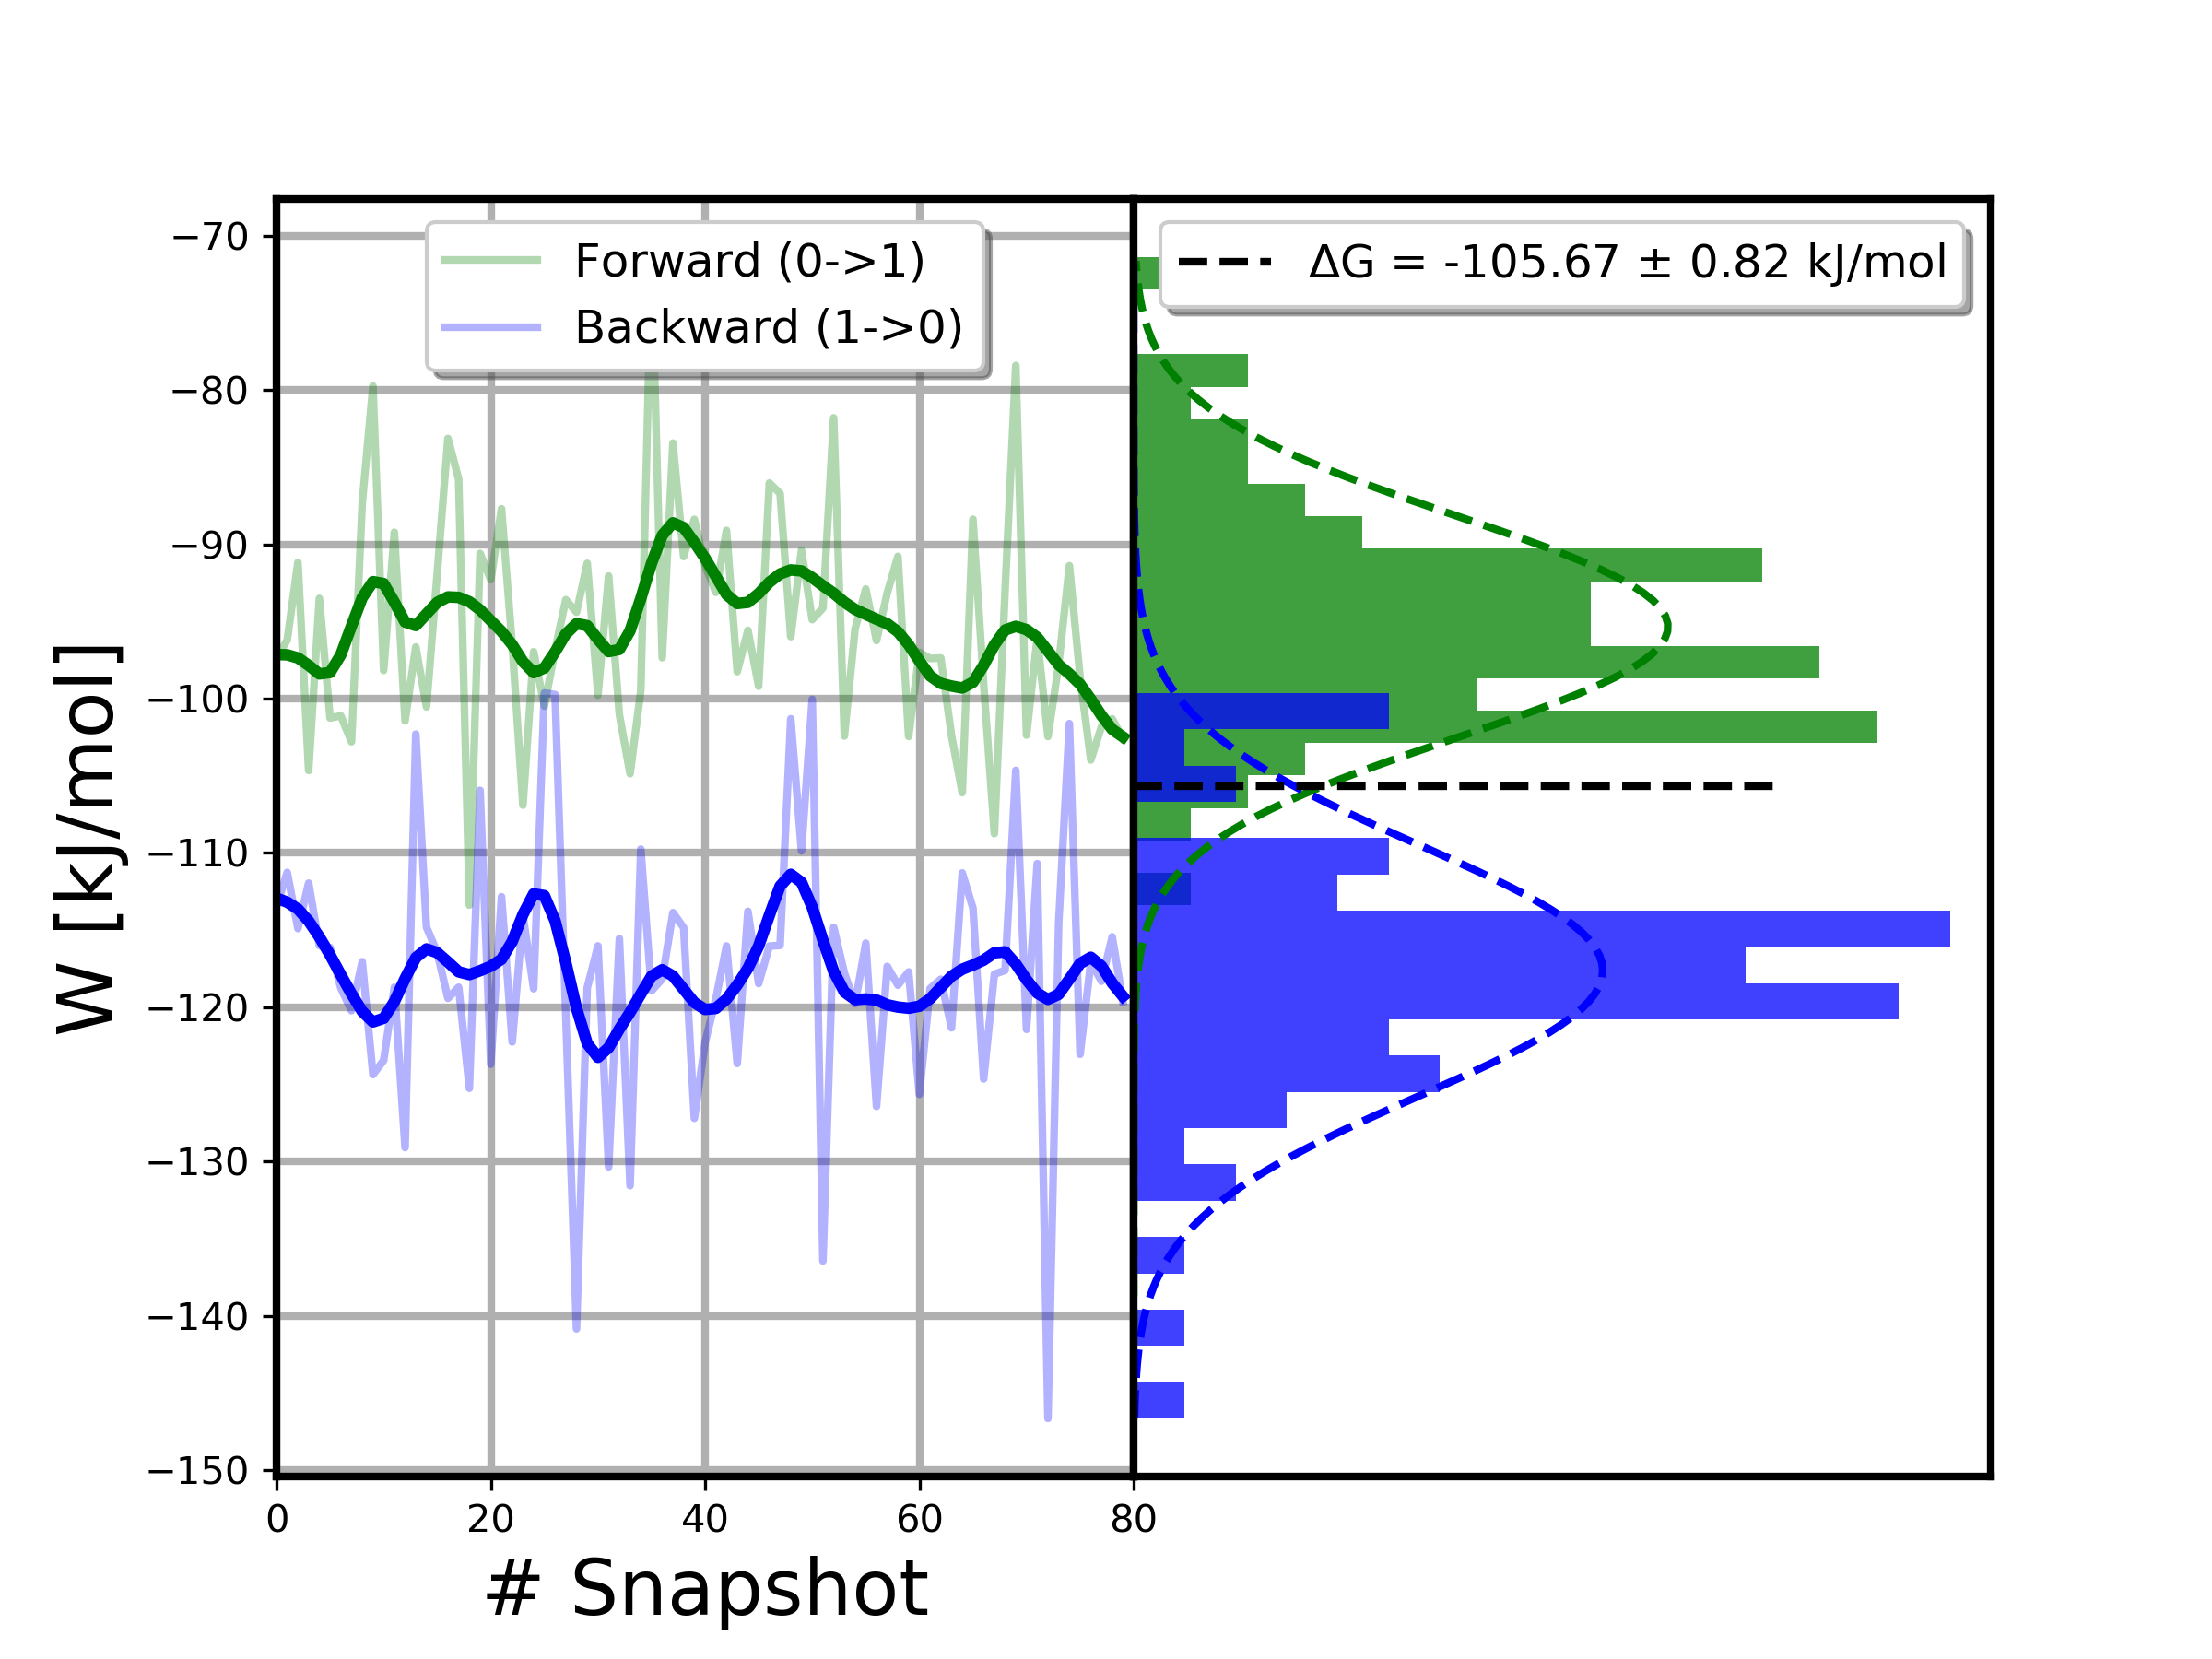 Forward (0->1)
Backward (1->0)
ΔG = -105.67 ± 0.82 kJ/mol
W [kJ/mol]
−70
−80
−90
−100
−110
−120
−130
−140
−150
0 20 40 60 80
# Snapshot